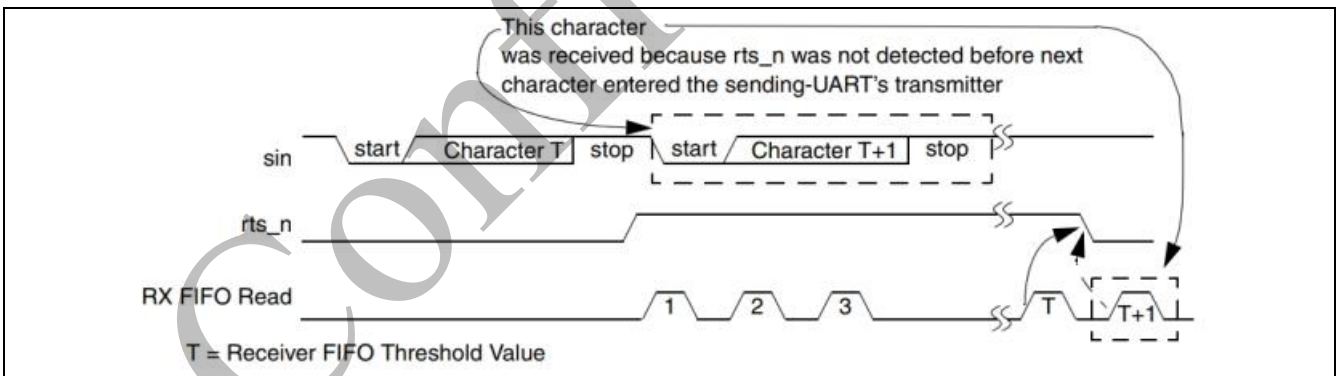 This character
was received because rts_n was not detected before next
character entered the sending-UART's transmitter
sin start Character T stop start Character T+1 stop
rts_n
RX FIFO Read 1 2 3 T T+1
T = Receiver FIFO Threshold Value